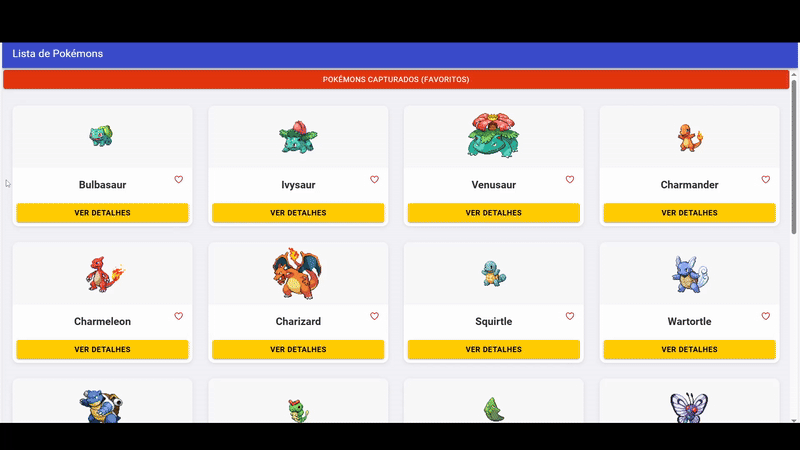 Lista de Pokémons
POKÉMONS CAPTURADOS (FAVORITOS)
Bulbasaur
Ivysaur
Venusaur
Charmander
VER DETALHES
VER DETALHES
VER DETALHES
VER DETALHES
Charmeleon
Charizard
Squirtle
Wartortle
VER DETALHES
VER DETALHES
VER DETALHES
VER DETALHES